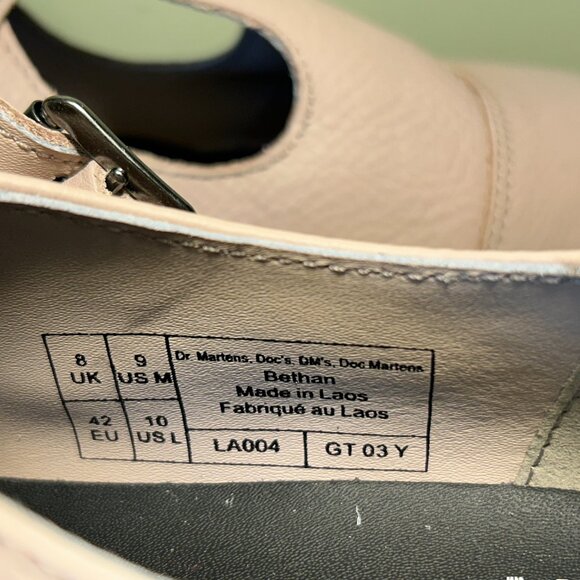 8 UK
9 US M
42 EU
10 US L
Dr. Martens, Doc's, DM's, Doc Martens
Bethan
Made in Laos
Fabriqué au Laos
LA004
GT 03 Y